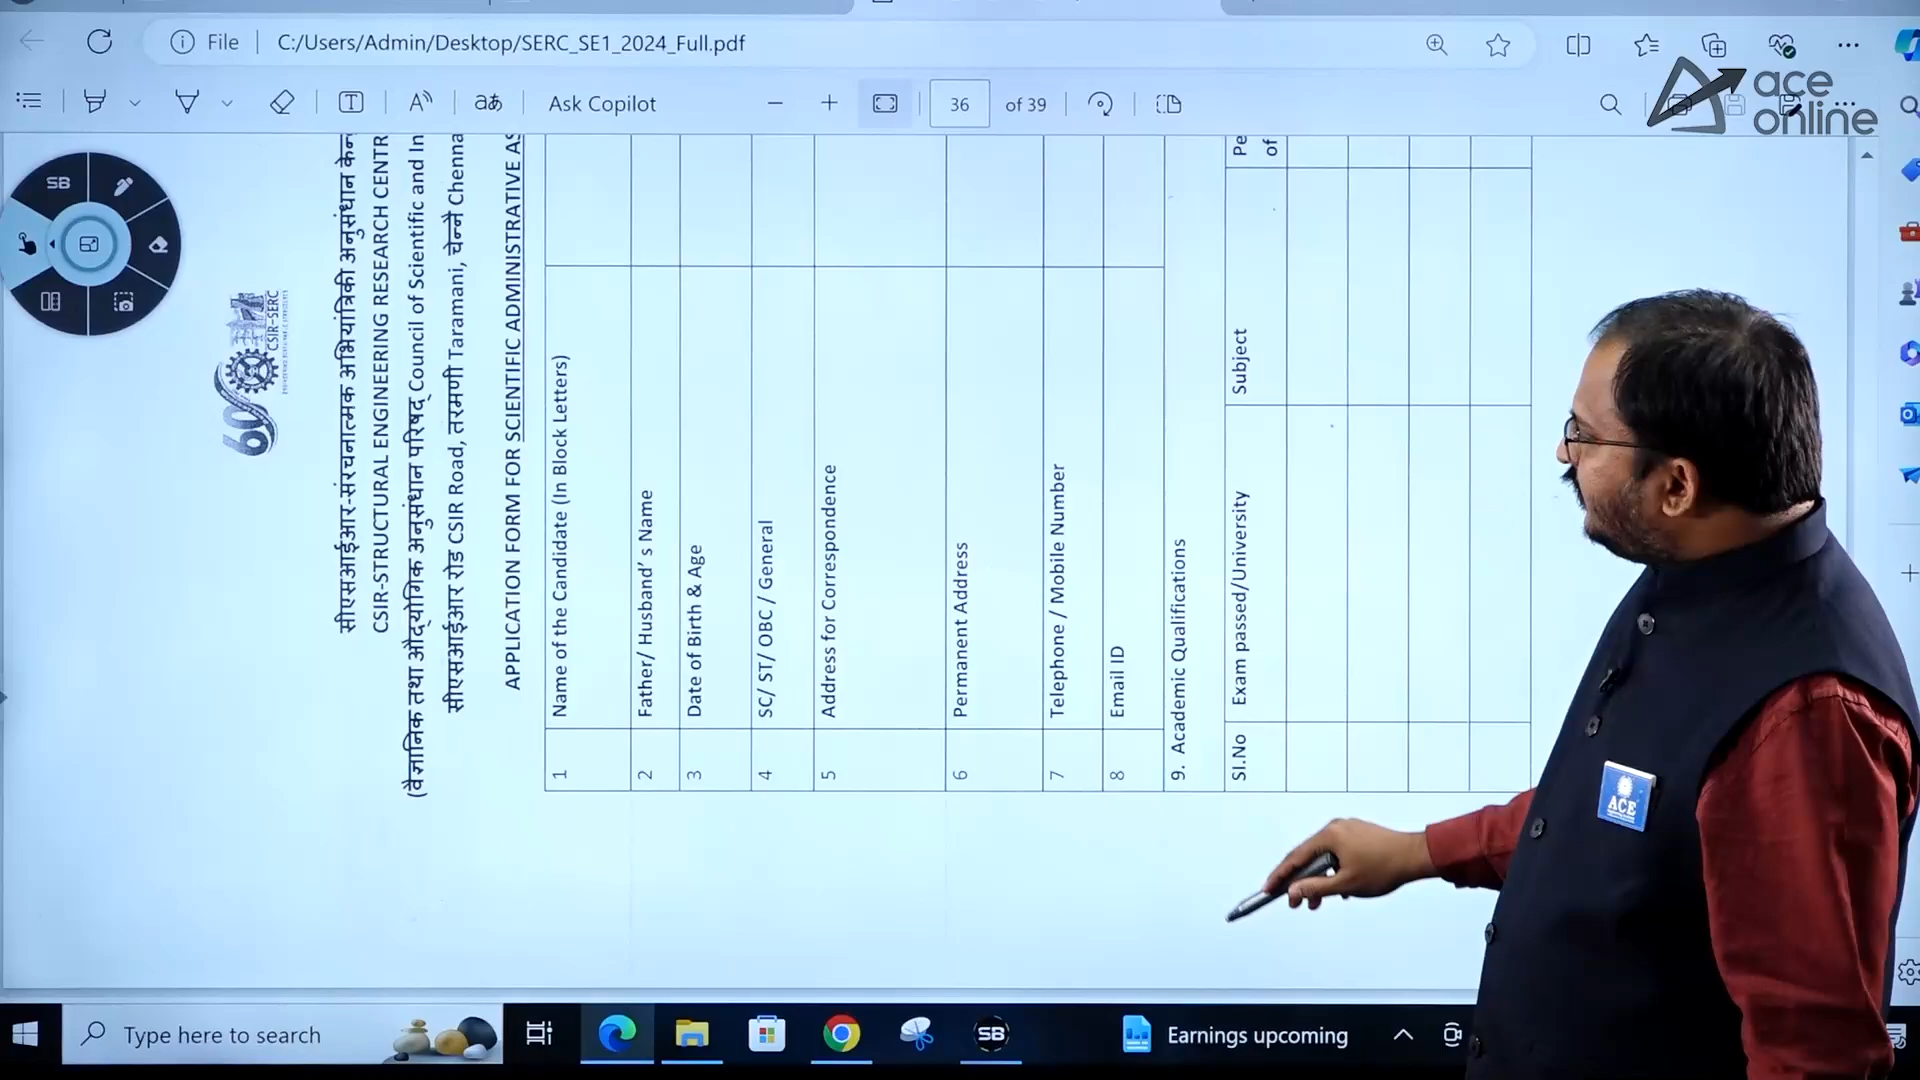 File
C:/Users/Admin/Desktop/SERC_SE1_2024_Full.pdf
Ask Copilot
36
of 39
ace
online
SB
60
CSIR-SERC
सीएसआईआर-संरचनात्मक अभियांत्रिकी अनुसंधान केन
CSIR-STRUCTURAL ENGINEERING RESEARCH CENTR
(वैज्ञानिक तथा औद्योगिक अनुसंधान परिषद् Council of Scientific and In
सीएसआईआर रोड CSIR Road, तरमणी Taramani, चेन्नै Chenna
APPLICATION FORM FOR SCIENTIFIC ADMINISTRATIVE AS
1 Name of the Candidate (In Block Letters)
2 Father/ Husband' s Name
3 Date of Birth & Age
4 SC/ ST/ OBC / General
5 Address for Correspondence
6 Permanent Address
7 Telephone / Mobile Number
8 Email ID
9. Academic Qualifications
Sl.No Exam passed/University Subject Pe
of
ACE
Type here to search
SB
Earnings upcoming